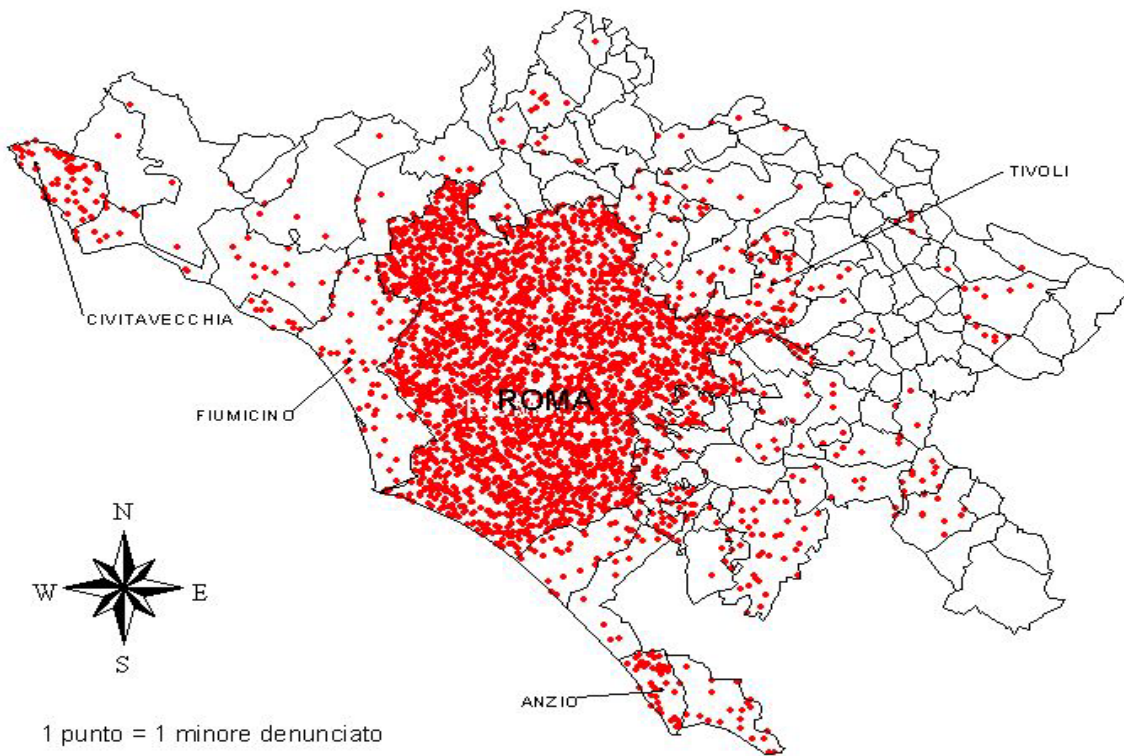 TIVOLI
CIVITAVECCHIA
ROMA
FIUMICINO
N
W
E
S
ANZIO
1 punto = 1 minore denunciato